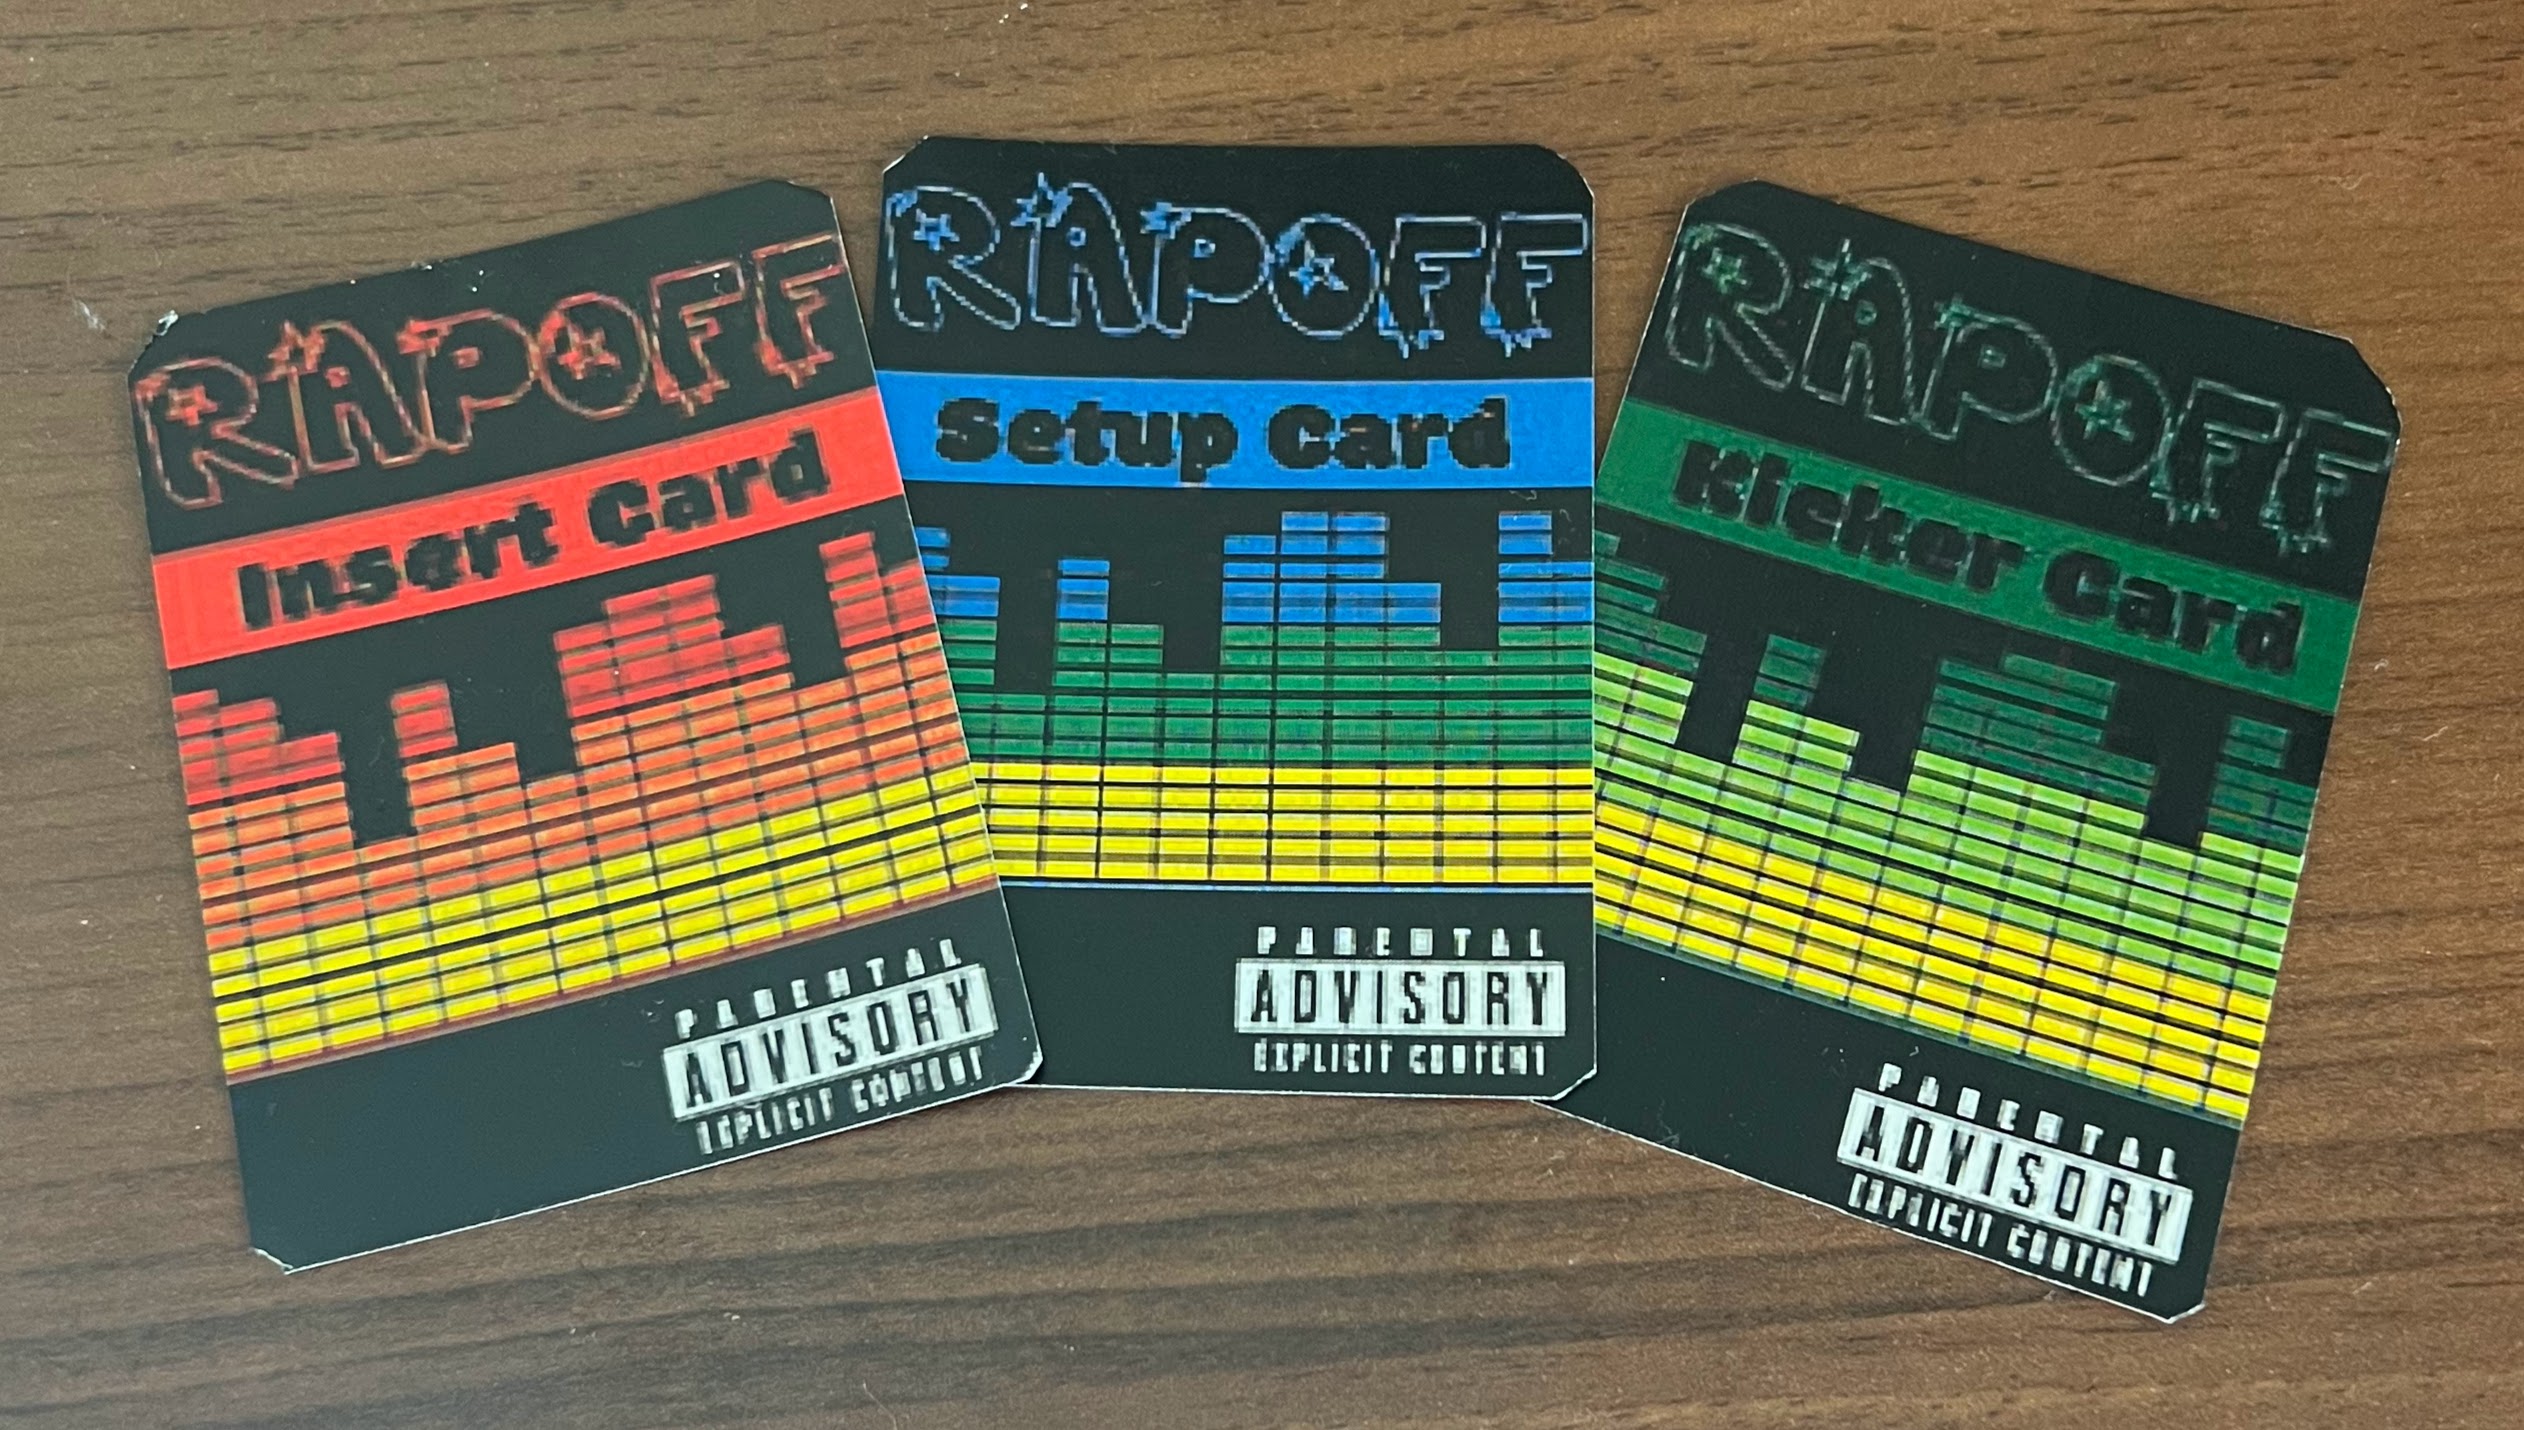 RAPOFF
Insert Card
PARENTAL
ADVISORY
EXPLICIT CONTENT
RAPOFF
Setup Card
PARENTAL
ADVISORY
EXPLICIT CONTENT
RAPOFF
Kicker Card
PARENTAL
ADVISORY
EXPLICIT CONTENT